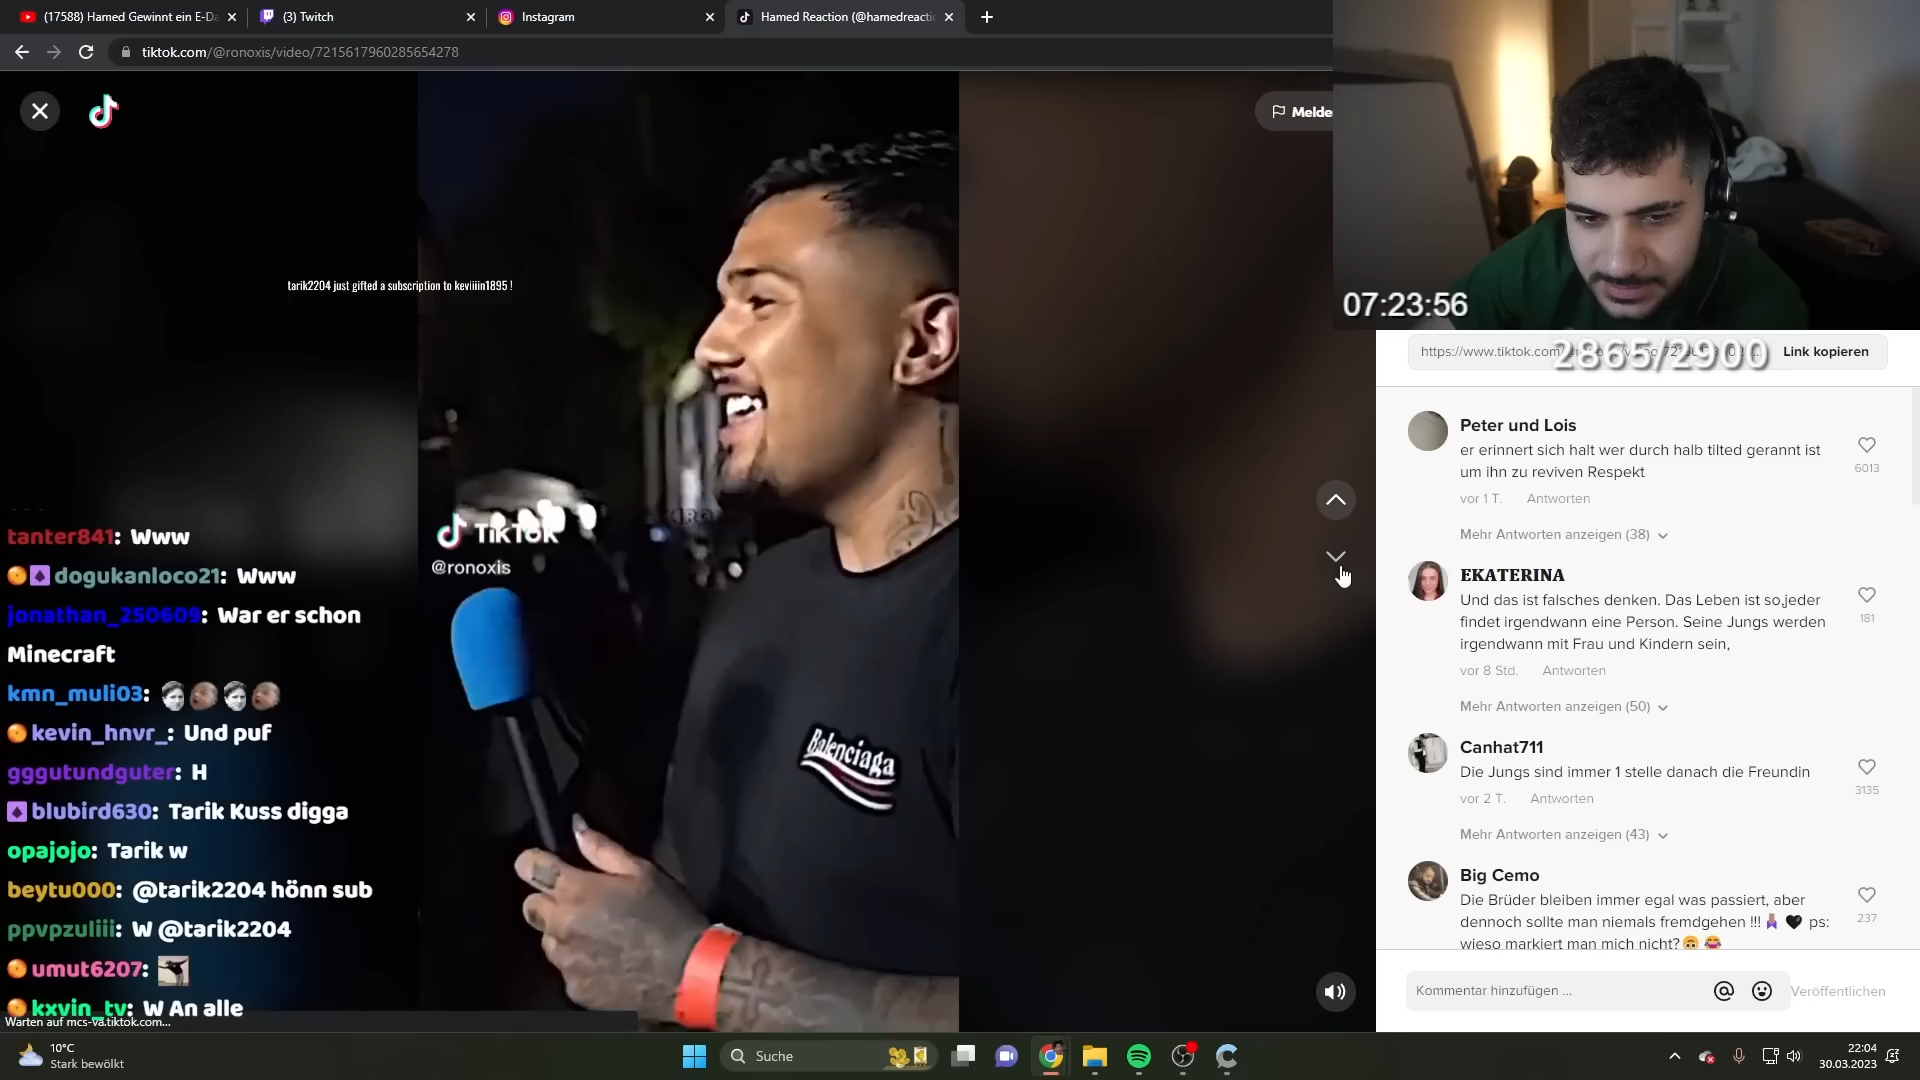 (17588) Hamed Gewinnt ein E-Da
(3) Twitch
Instagram
Hamed Reaction (@hamedreacti
tiktok.com/@ronoxis/video/7215617960285654278
Melde
tarik2204 just gifted a subscription to keviiiin1895 !
07:23:56
2865/2900
https://www.tiktok.com
Link kopieren
tanter841: Www
dogukanloco21: Www
jonathan_250609: War er schon
Minecraft
kmn_muli03:
kevin_hnvr_: Und puf
gggutundguter: H
blubird630: Tarik Kuss digga
opajojo: Tarik w
beytu000: @tarik2204 hönn sub
ppvpzuliii: W @tarik2204
umut6207:
kxvin_tv: W An alle
Warten auf mcs-va.tiktok.com...
TikTok
@ronoxis
Balenciaga
Peter und Lois
er erinnert sich halt wer durch halb tilted gerannt ist
um ihn zu reviven Respekt
6013
vor 1 T. Antworten
Mehr Antworten anzeigen (38)
EKATERINA
Und das ist falsches denken. Das Leben ist so,jeder
findet irgendwann eine Person. Seine Jungs werden
irgendwann mit Frau und Kindern sein,
181
vor 8 Std. Antworten
Mehr Antworten anzeigen (50)
Canhat711
Die Jungs sind immer 1 stelle danach die Freundin
3135
vor 2 T. Antworten
Mehr Antworten anzeigen (43)
Big Cemo
Die Brüder bleiben immer egal was passiert, aber
dennoch sollte man niemals fremdgehen !!! 🖤 ps:
wieso markiert man mich nicht?🙃 😂
237
Kommentar hinzufügen ...
Veröffentlichen
10°C
Stark bewölkt
Suche
22:04
30.03.2023